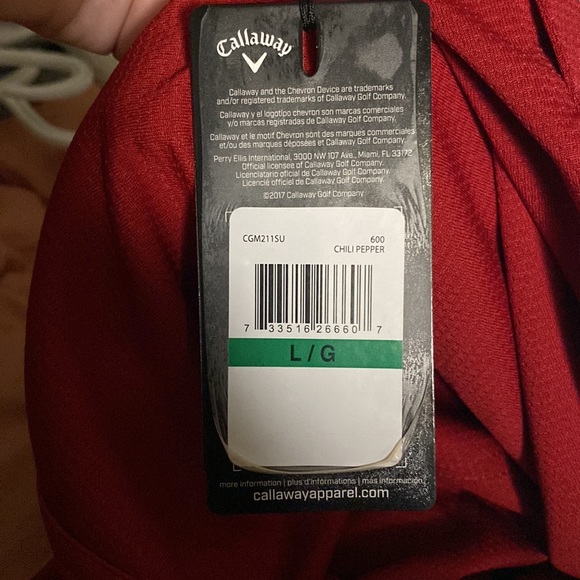 Callaway
Callaway and the Chevron Device are trademarks
and/or registered trademarks of Callaway Golf Company.
Callaway y el logotipo chevron son marcas comerciales
y/o marcas registradas de Callaway Golf Company.
Callaway et le motif Chevron sont des marques commerciales
et/ou des marques déposées et Callaway Golf Company.
Perry Ellis International, 3000 NW 107 Ave., Miami, FL 33172
Official licensee of Callaway Golf Company.
Licenciatario oficial de Callaway Golf Company.
Licencié officiel de Callaway Golf Company.
©2017 Callaway Golf Company
CGM211SU 600
CHILI PEPPER
7 33516 26660 7
L / G
more information | plus d'informations | más información
callawayapparel.com